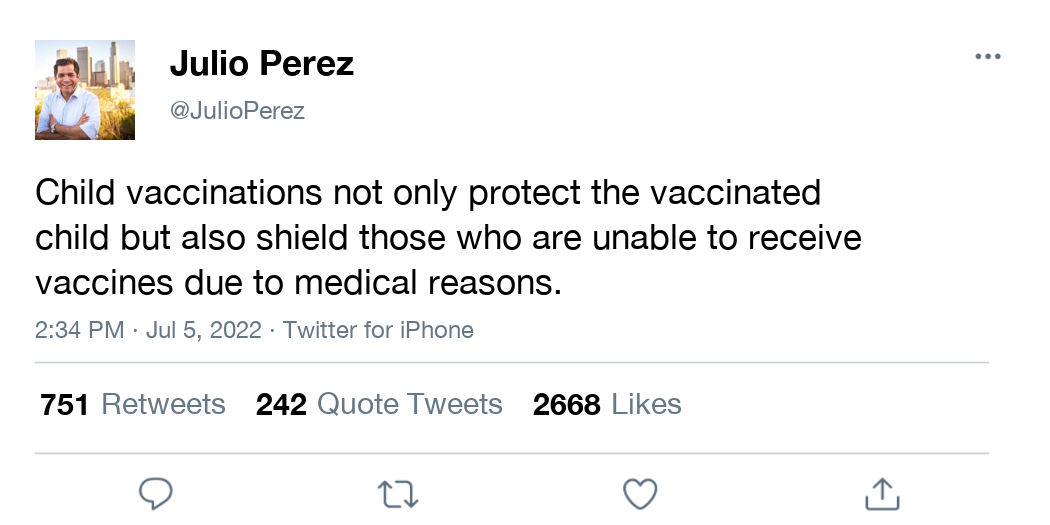 Julio Perez
@JulioPerez
Child vaccinations not only protect the vaccinated
child but also shield those who are unable to receive
vaccines due to medical reasons.
2:34 PM · Jul 5, 2022 · Twitter for iPhone
751 Retweets 242 Quote Tweets 2668 Likes